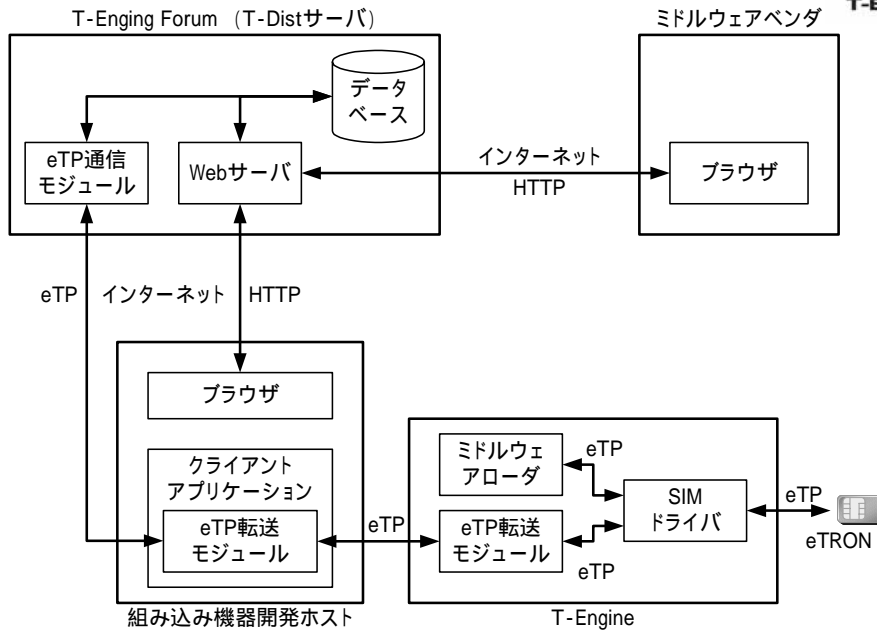 T-Enging Forum (T-Distサーバ)
ミドルウェアベンダ
データ
ベース
eTP通信
モジュール
Webサーバ
インターネット
HTTP
ブラウザ
eTP
インターネット
HTTP
ブラウザ
クライアント
アプリケーション
eTP転送
モジュール
組み込み機器開発ホスト
eTP
ミドルウェ
アローダ
eTP
eTP転送
モジュール
eTP
SIM
ドライバ
eTP
eTRON
T-Engine